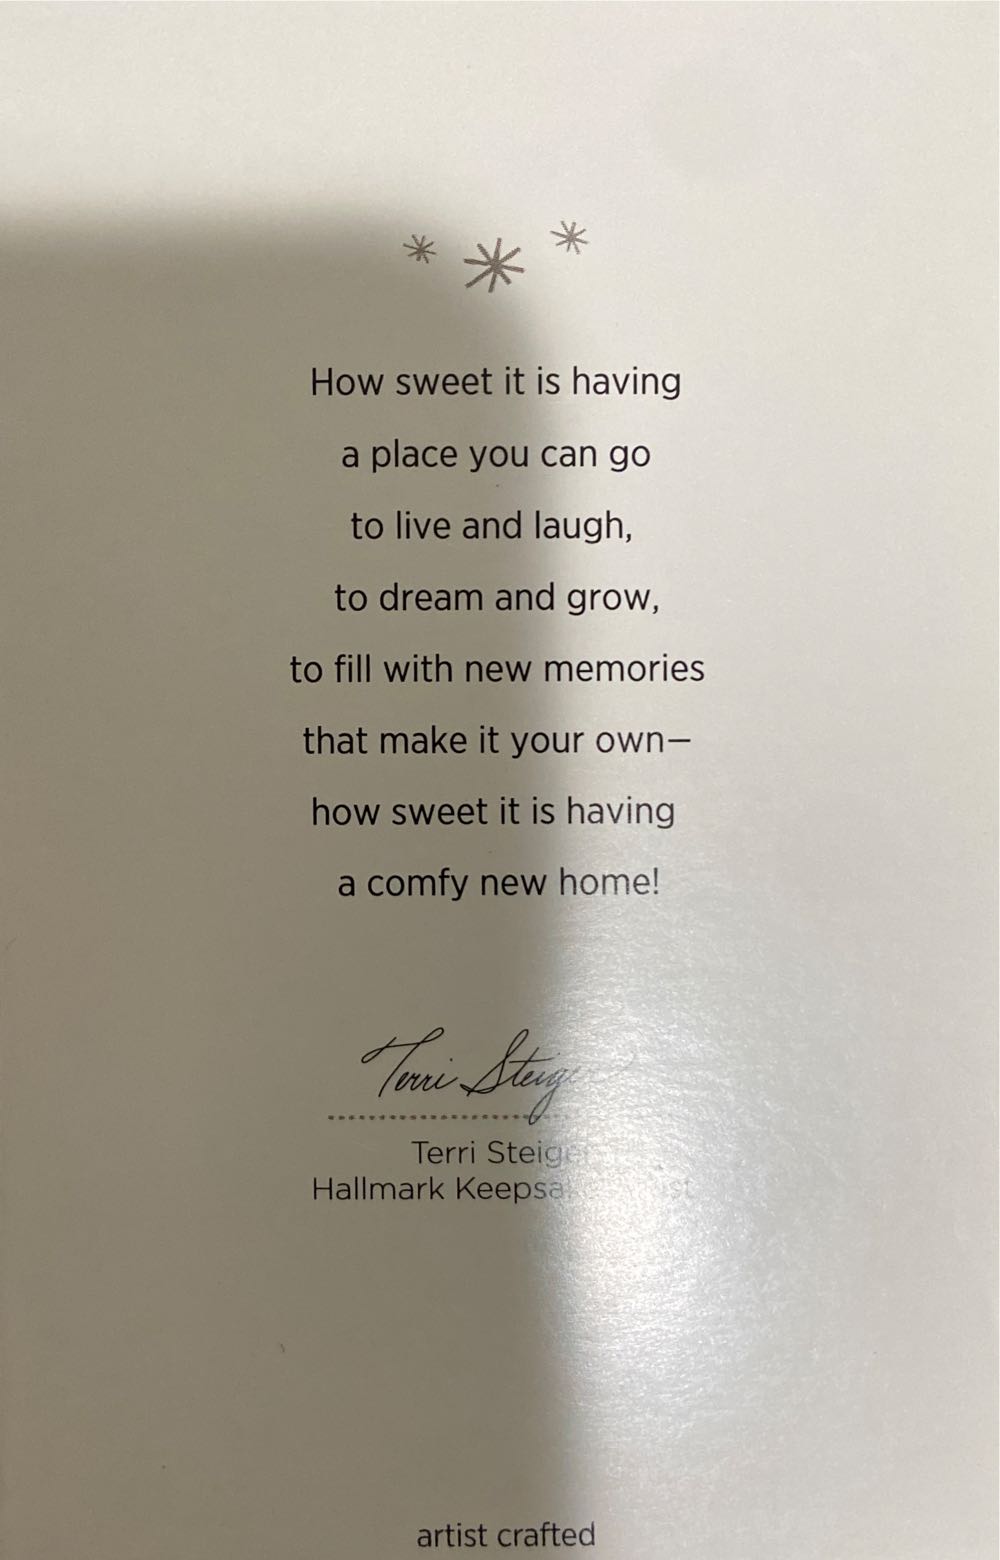 How sweet it is having
a place you can go
to live and laugh,
to dream and grow,
to fill with new memories
that make it your own—
how sweet it is having
a comfy new home!
Terri
Terri
Hallmark
artist crafted